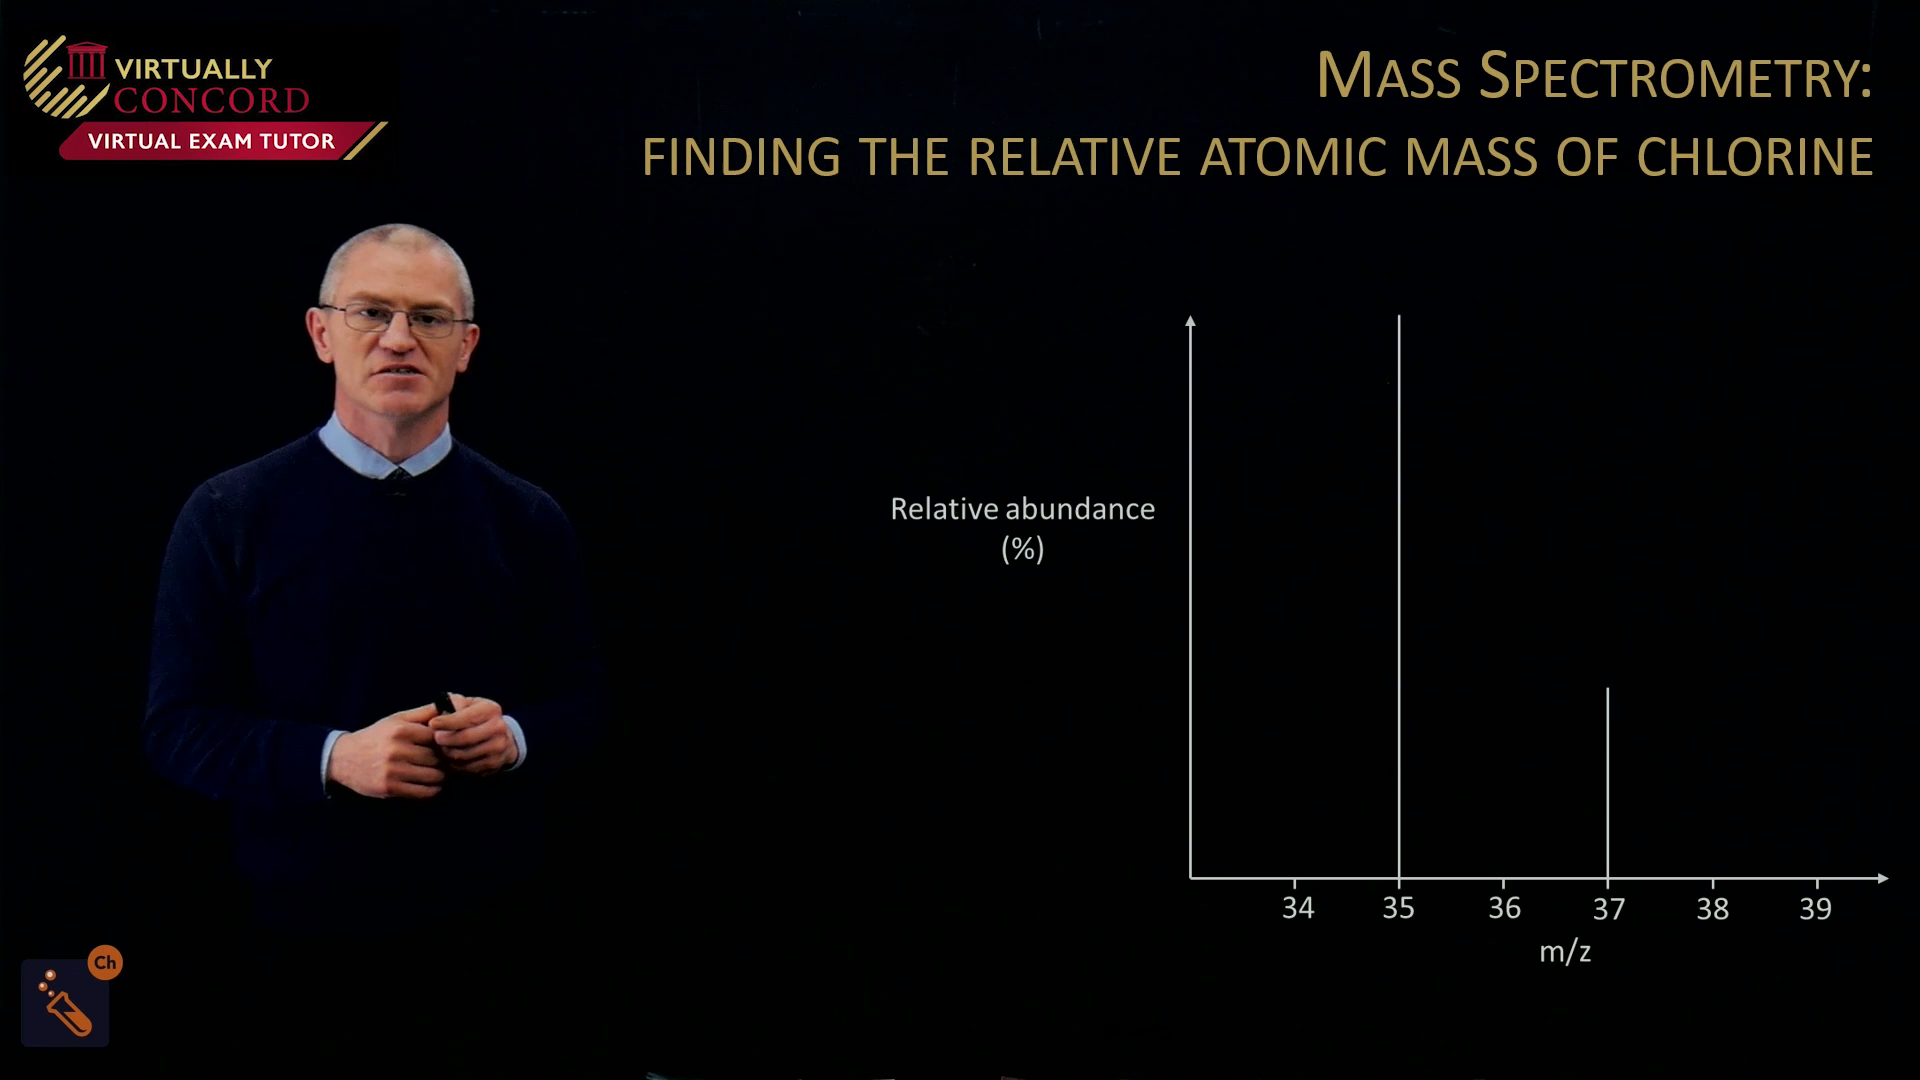 VIRTUALLY
CONCORD
VIRTUAL EXAM TUTOR
MASS SPECTROMETRY:
FINDING THE RELATIVE ATOMIC MASS OF CHLORINE
Relative abundance
(%)
34 35 36 37 38 39
m/z
Ch